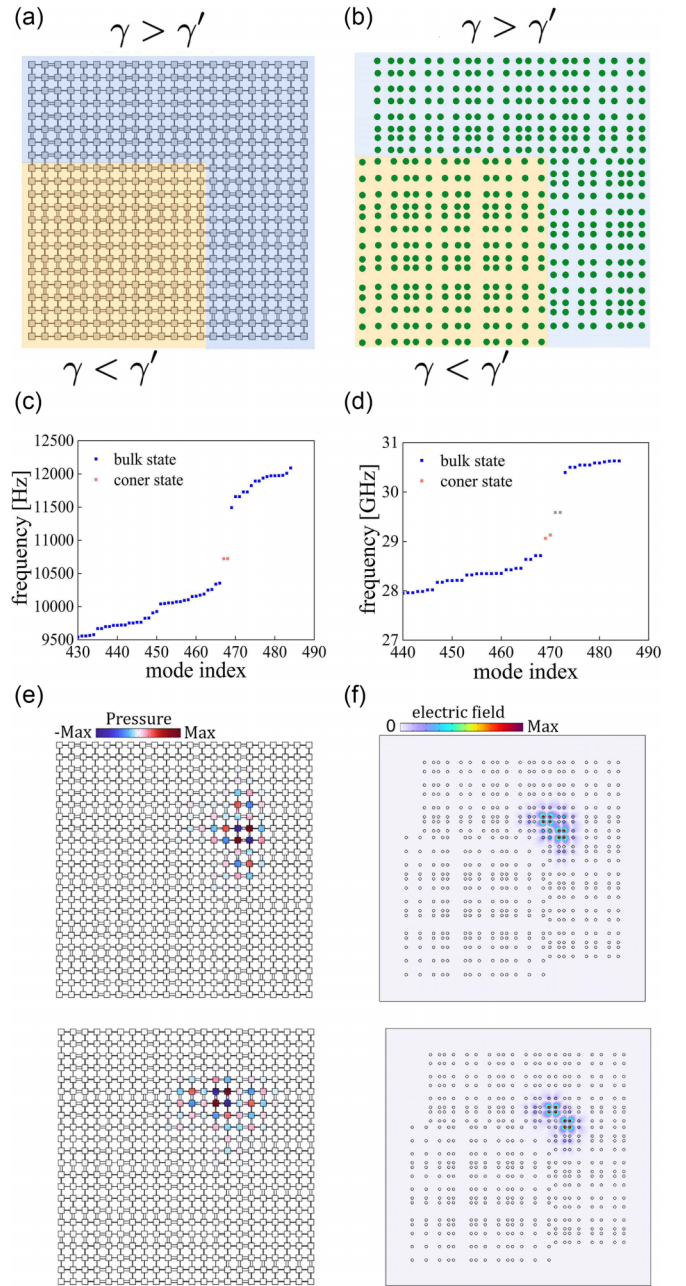 (a)
γ > γ′
γ < γ′
(b)
γ > γ′
γ < γ′
(c)
frequency [Hz]
12500
12000
11500
11000
10500
10000
9500
bulk state
coner state
430 440 450 460 470 480 490
mode index
(d)
frequency [GHz]
31
30
29
28
27
bulk state
coner state
440 450 460 470 480 490
mode index
(e)
Pressure
-Max Max
(f)
electric field
0 Max